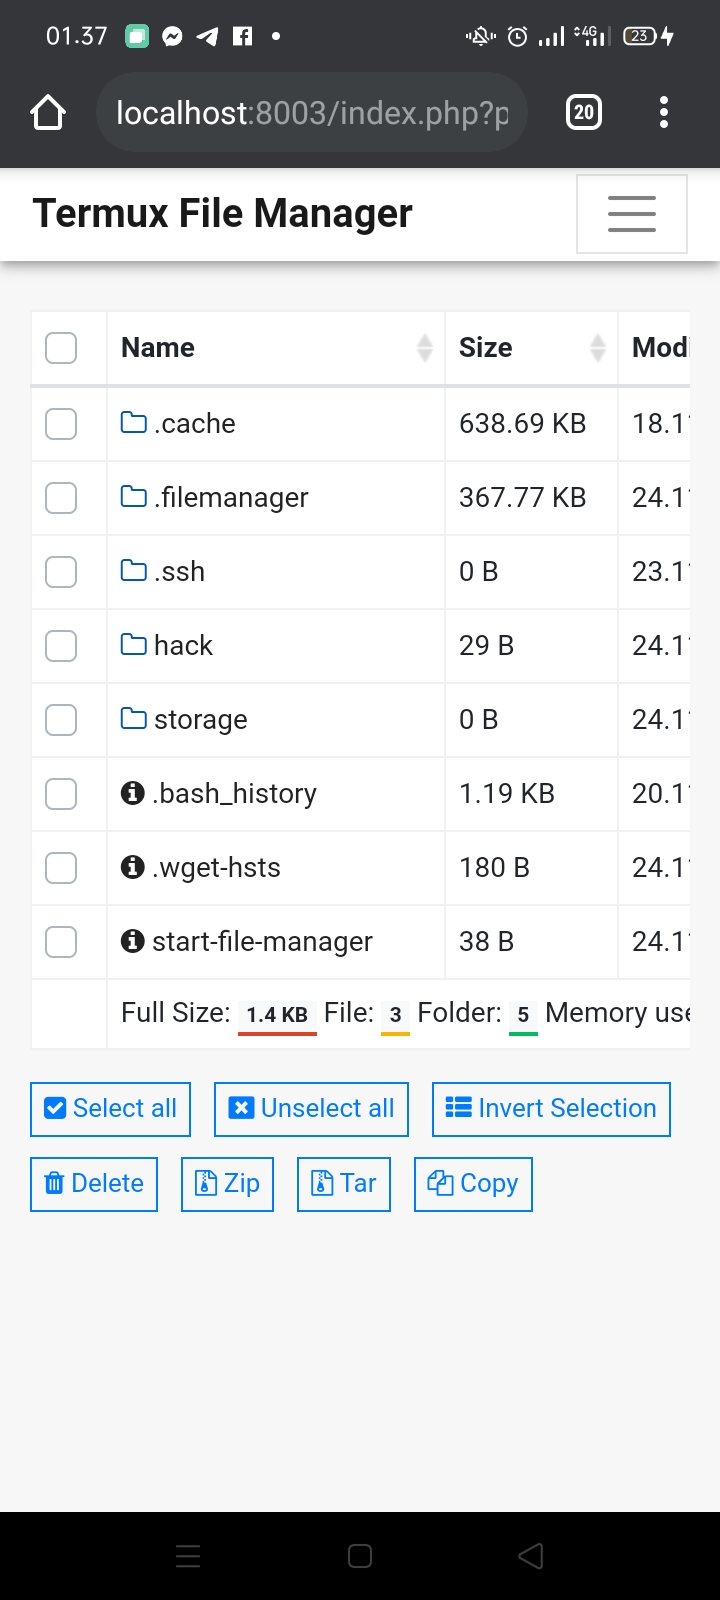 01.37 4G 23
localhost:8003/index.php?p 20
Termux File Manager
Name Size Modi
.cache 638.69 KB 18.1
.filemanager 367.77 KB 24.1
.ssh 0 B 23.1
hack 29 B 24.1
storage 0 B 24.1
.bash_history 1.19 KB 20.1
.wget-hsts 180 B 24.1
start-file-manager 38 B 24.1
Full Size: 1.4 KB File: 3 Folder: 5 Memory use
Select all Unselect all Invert Selection
Delete Zip Tar Copy